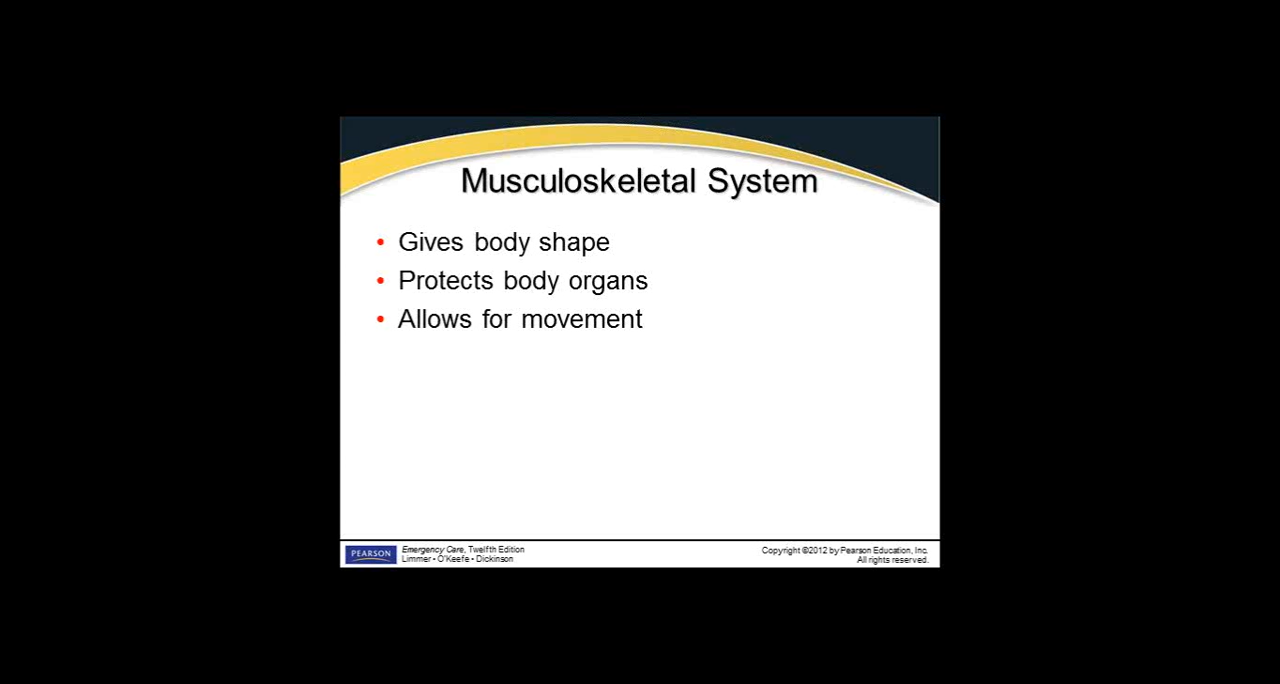 Musculoskeletal System
• Gives body shape
• Protects body organs
• Allows for movement
PEARSON
Emergency Care, Twelfth Edition
Limmer • O'Keefe • Dickinson
Copyright ©2012 by Pearson Education, Inc.
All rights reserved.